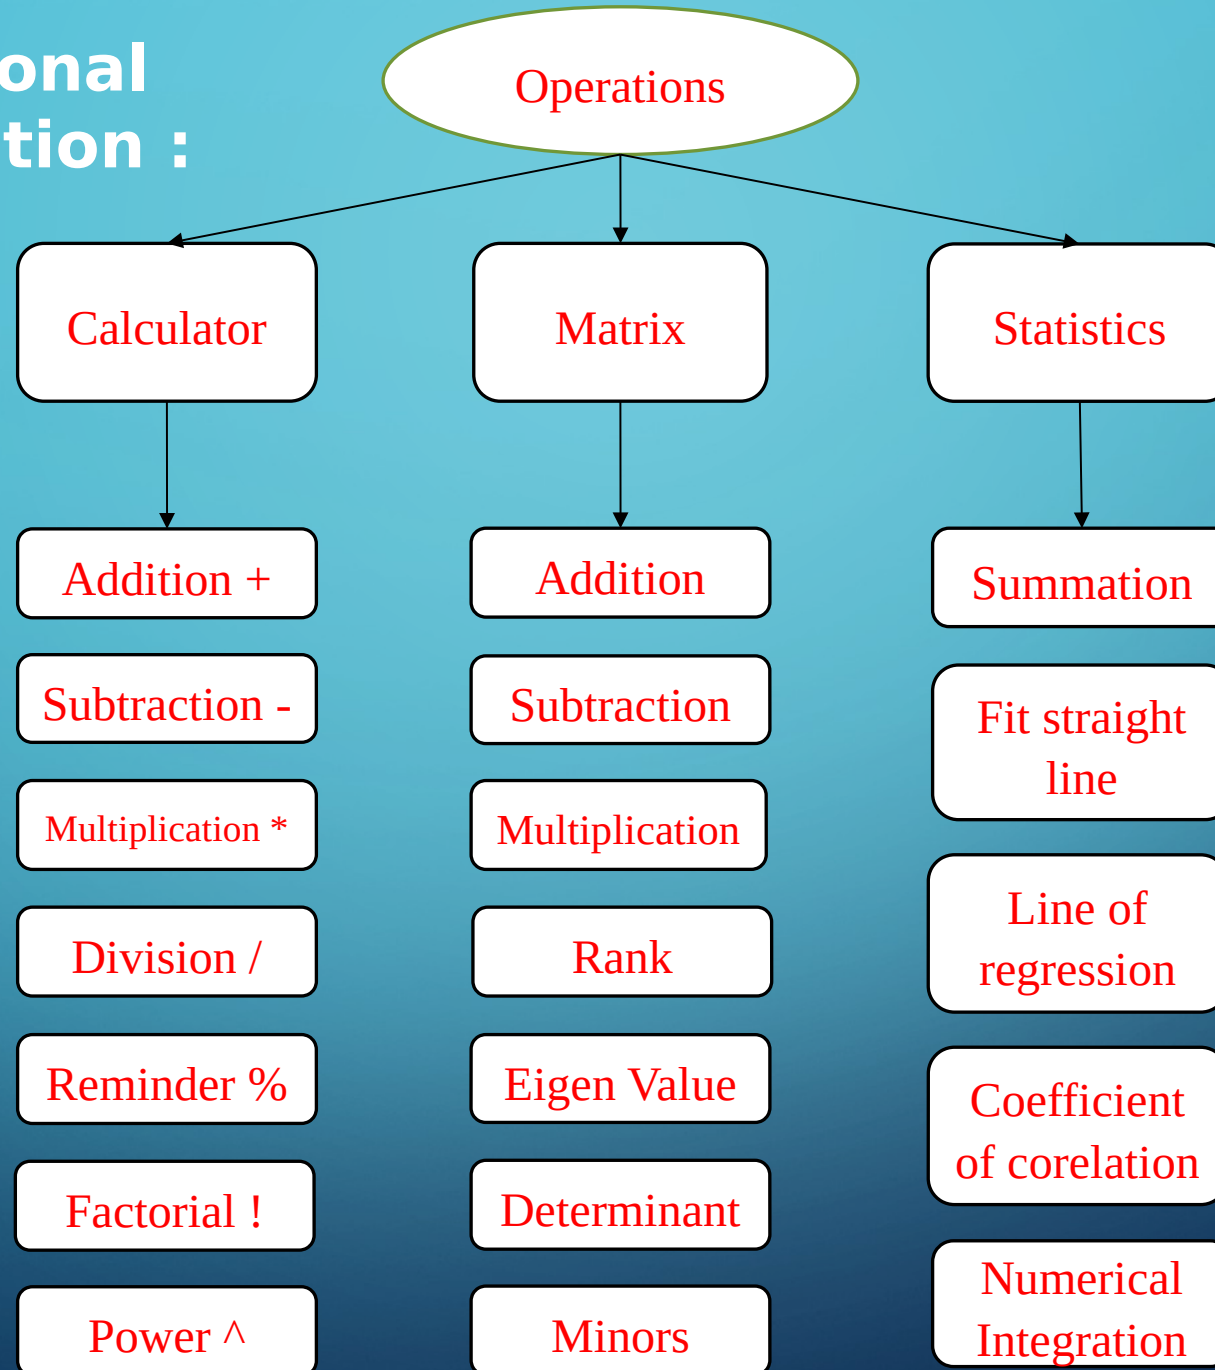 onal
tion :
Operations
Calculator
Matrix
Statistics
Addition +
Subtraction -
Multiplication *
Division /
Reminder %
Factorial !
Power ^
Addition
Subtraction
Multiplication
Rank
Eigen Value
Determinant
Minors
Summation
Fit straight
line
Line of
regression
Coefficient
of corelation
Numerical
Integration